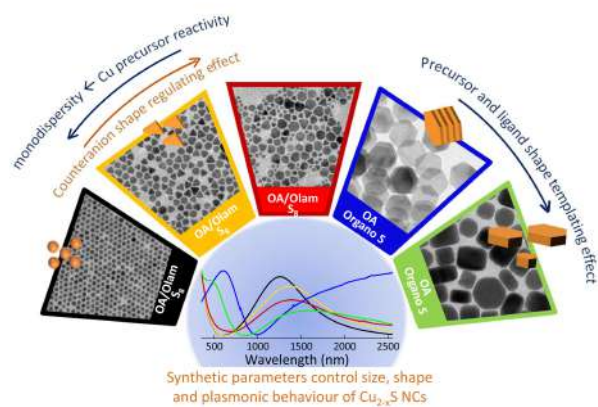 monodispersity ← Cu precursor reactivity
Counteranion shape regulating effect
Precursor and ligand shape templating effect
OA/Olam
S8
OA/Olam
S8
OA/Olam
S8
OA
Organo S
OA
Organo S
500 1000 1500 2000 2500
Wavelength (nm)
Synthetic parameters control size, shape
and plasmonic behaviour of Cu2-xS NCs